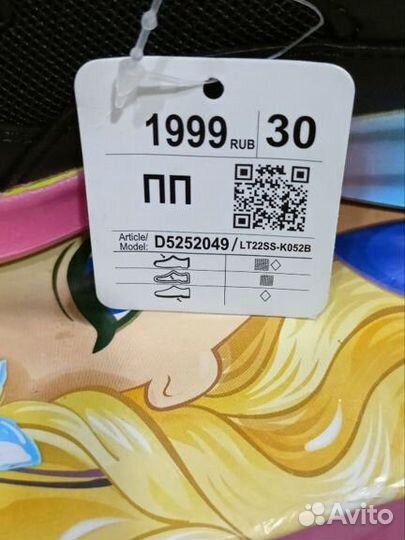 1999 RUB 30
ПП
Article/
Model: D5252049 / LT22SS-K052B
Avito